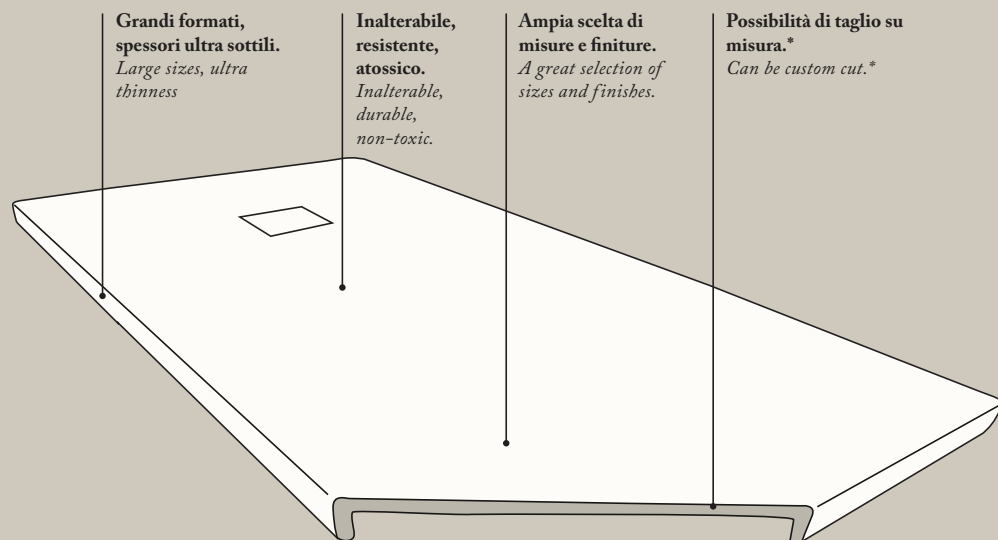 Grandi formati,
spessori ultra sottili.
Large sizes, ultra
thinness
Inalterabile,
resistente,
atossico.
Inalterable,
durable,
non-toxic.
Ampia scelta di
misure e finiture.
A great selection of
sizes and finishes.
Possibilità di taglio su
misura.*
Can be custom cut.*